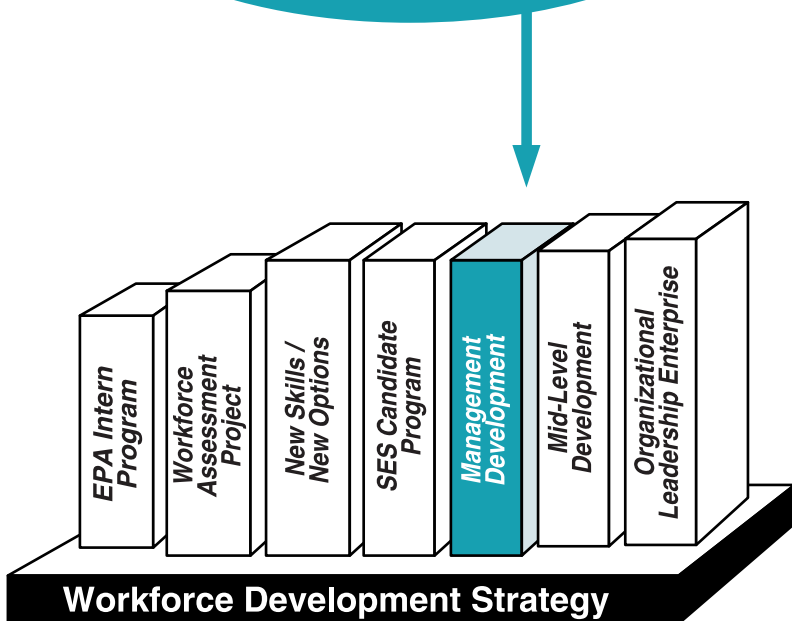 EPA Intern
Program
Workforce
Assessment
Project
New Skills /
New Options
SES Candidate
Program
Management
Development
Mid-Level
Development
Organizational
Leadership Enterprise
Workforce Development Strategy